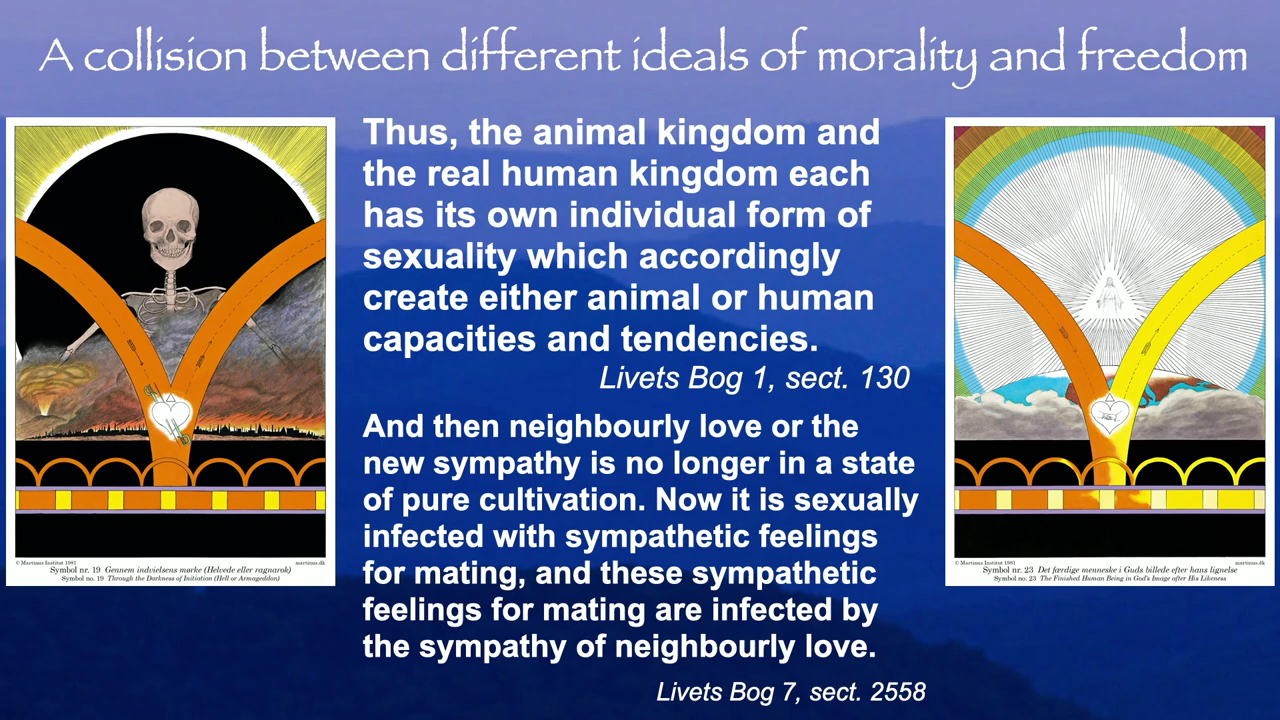 A collision between different ideals of morality and freedom
Thus, the animal kingdom and
the real human kingdom each
has its own individual form of
sexuality which accordingly
create either animal or human
capacities and tendencies.
Livets Bog 1, sect. 130
And then neighbourly love or the
new sympathy is no longer in a state
of pure cultivation. Now it is sexually
infected with sympathetic feelings
for mating, and these sympathetic
feelings for mating are infected by
the sympathy of neighbourly love.
Livets Bog 7, sect. 2558
© Martinus Institut 1981
martinus.dk
Symbol nr. 19 Gennem indvielsens mørke (Helvede eller ragnarok)
Symbol no. 19 Through the Darkness of Initiation (Hell or Armageddon)
© Martinus Institut 1981
martinus.dk
Symbol nr. 23 Det færdige menneske i Guds billede efter hans lignelse
Symbol no. 23 The Finished Human Being in God's Image after His Likeness